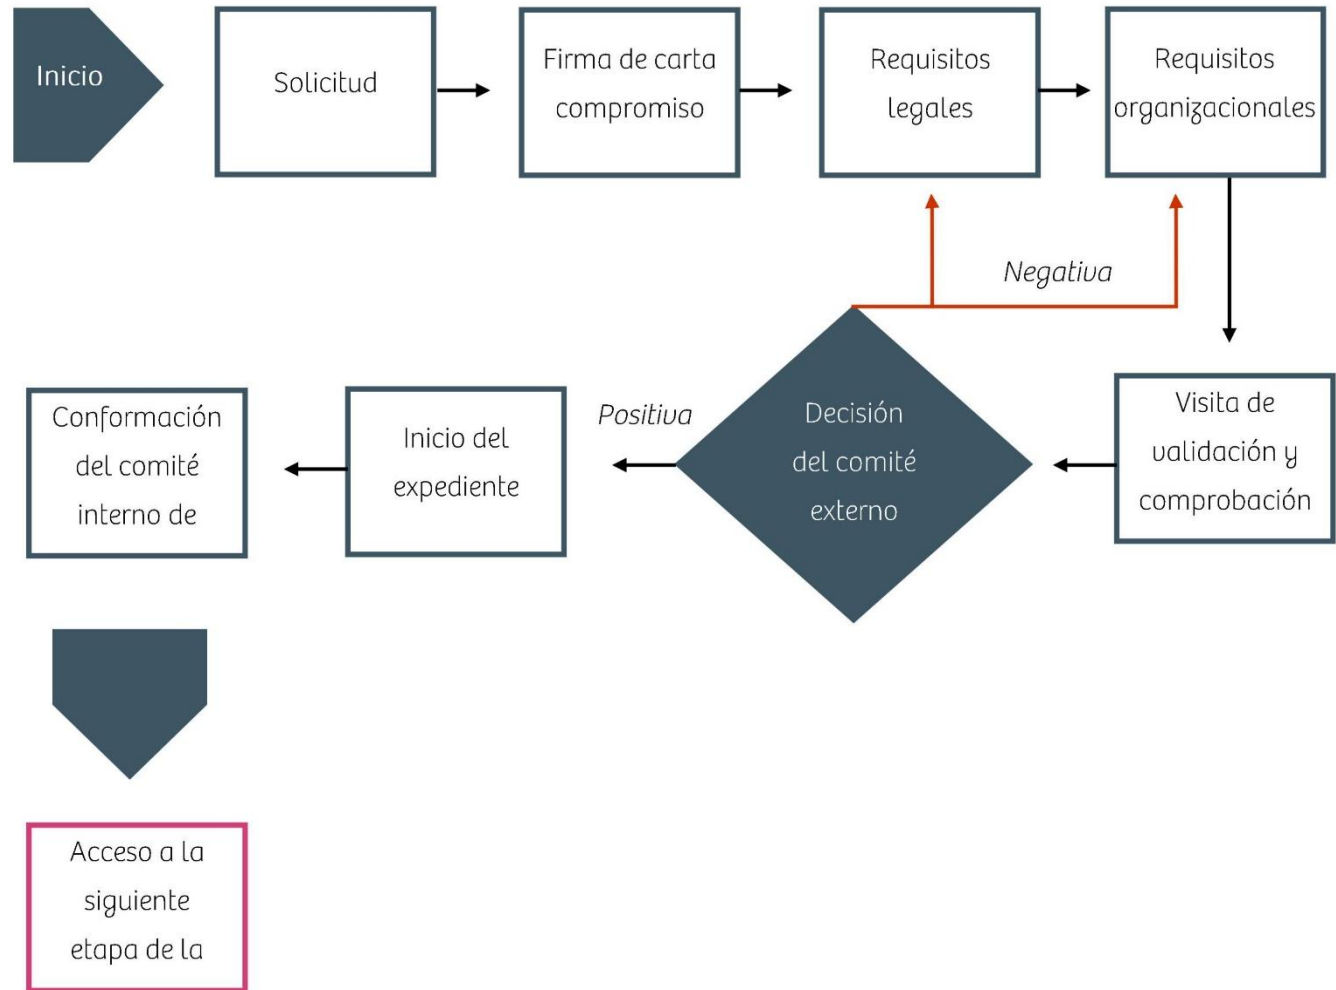 Inicio
Solicitud
Firma de carta
compromiso
Requisitos
legales
Requisitos
organizacionales
Negativa
Conformación
del comité
interno de
Inicio del
expediente
Positiva
Decisión
del comité
externo
Visita de
validación y
comprobación
Acceso a la
siguiente
etapa de la